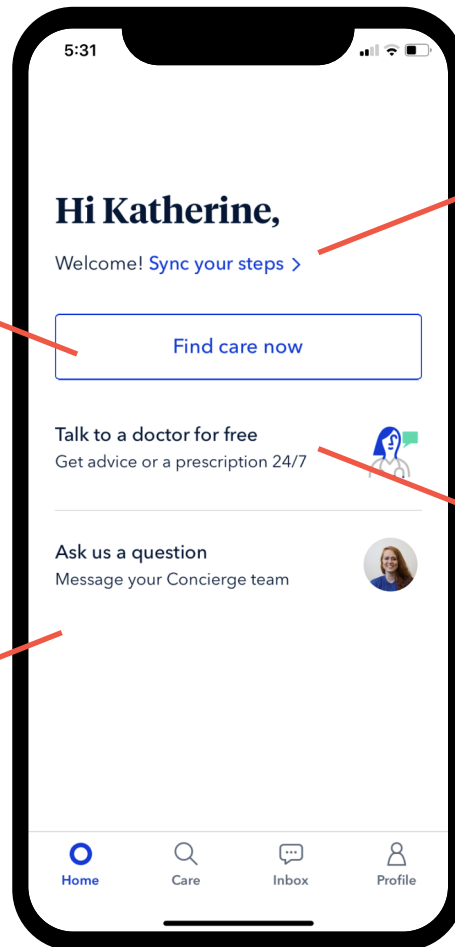 5:31
Hi Katherine,
Welcome! Sync your steps >
Find care now
Talk to a doctor for free
Get advice or a prescription 24/7
Ask us a question
Message your Concierge team
Home Care Inbox Profile